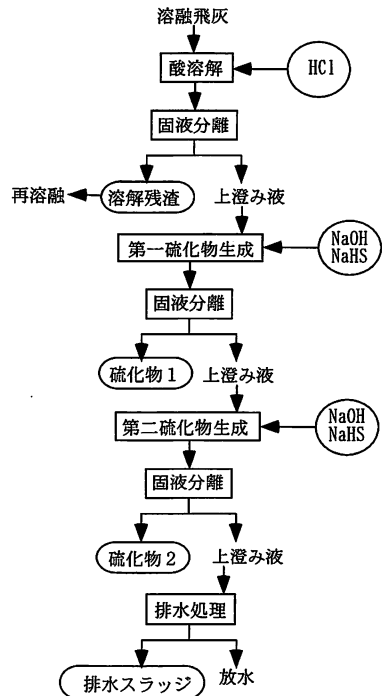 溶融飛灰
酸溶解
HCl
固液分離
再溶融
溶解残渣
上澄み液
第一硫化物生成
NaOH
NaHS
固液分離
硫化物1
上澄み液
第二硫化物生成
NaOH
NaHS
固液分離
硫化物2
上澄み液
排水処理
排水スラッジ
放水